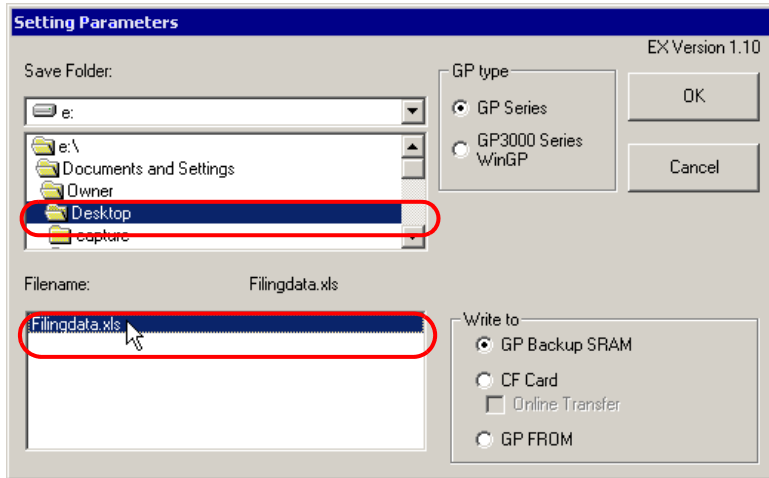 Setting Parameters
EX Version 1.10
Save Folder:
e:
e:\
Documents and Settings
Owner
Desktop
capture
GP type
GP Series
GP3000 Series
WinGP
OK
Cancel
Filename:
Filingdata.xls
Filingdata.xls
Write to
GP Backup SRAM
CF Card
Online Transfer
GP FROM